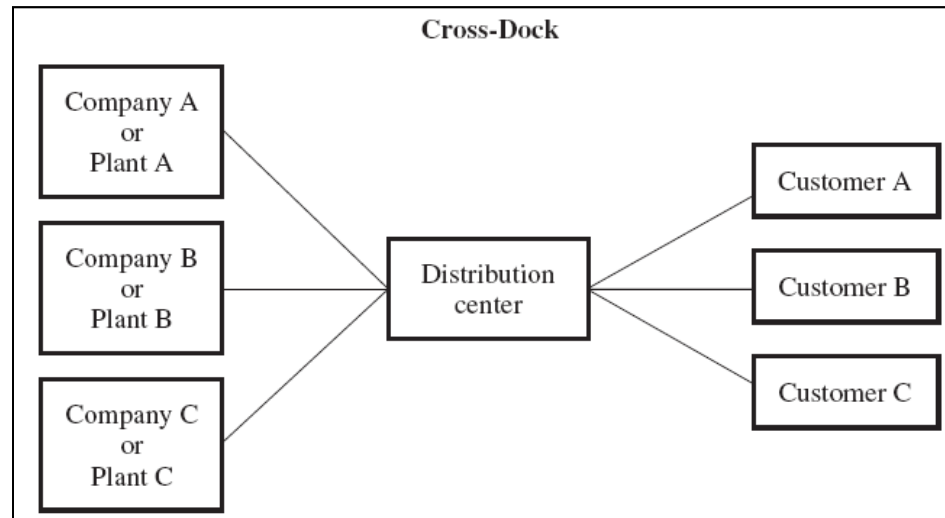 Cross-Dock
Company A
or
Plant A
Company B
or
Plant B
Company C
or
Plant C
Distribution
center
Customer A
Customer B
Customer C